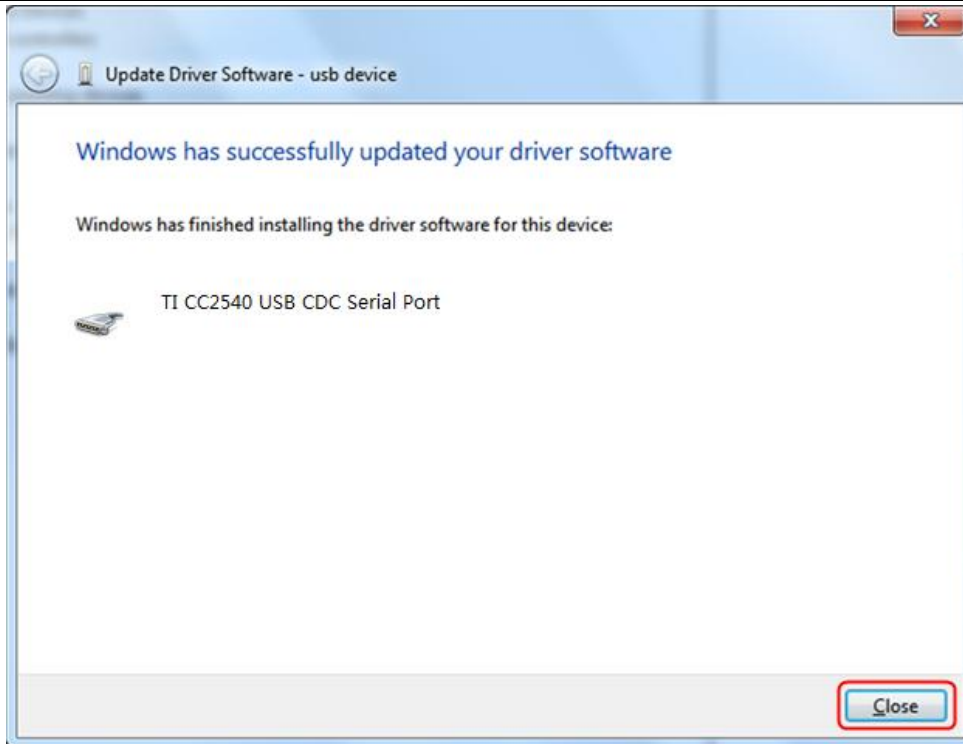 Update Driver Software - usb device
Windows has successfully updated your driver software
Windows has finished installing the driver software for this device:
TI CC2540 USB CDC Serial Port
Close